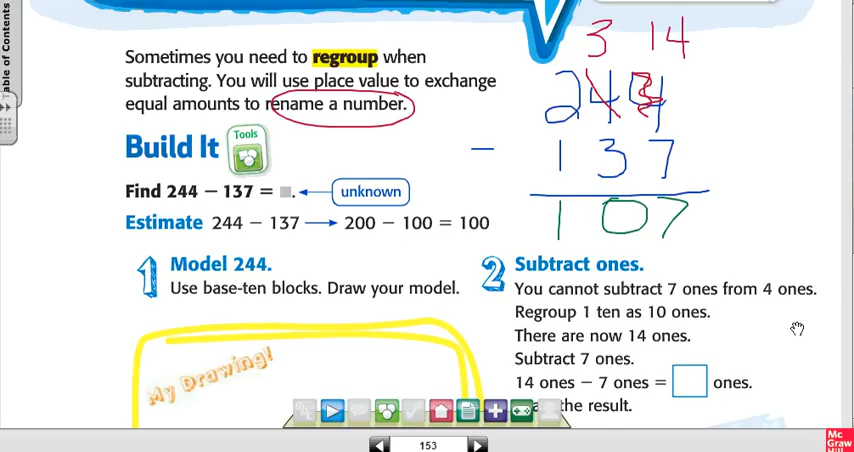 Table of Contents
Sometimes you need to regroup when
subtracting. You will use place value to exchange
equal amounts to rename a number.
3 14
244
- 137
107
Build It
Tools
Find 244 − 137 = ■. unknown
Estimate 244 − 137 → 200 − 100 = 100
1 Model 244.
Use base-ten blocks. Draw your model.
My Drawing!
2 Subtract ones.
You cannot subtract 7 ones from 4 ones.
Regroup 1 ten as 10 ones.
There are now 14 ones.
Subtract 7 ones.
14 ones − 7 ones = □ ones.
the result.
153
Mc
Graw